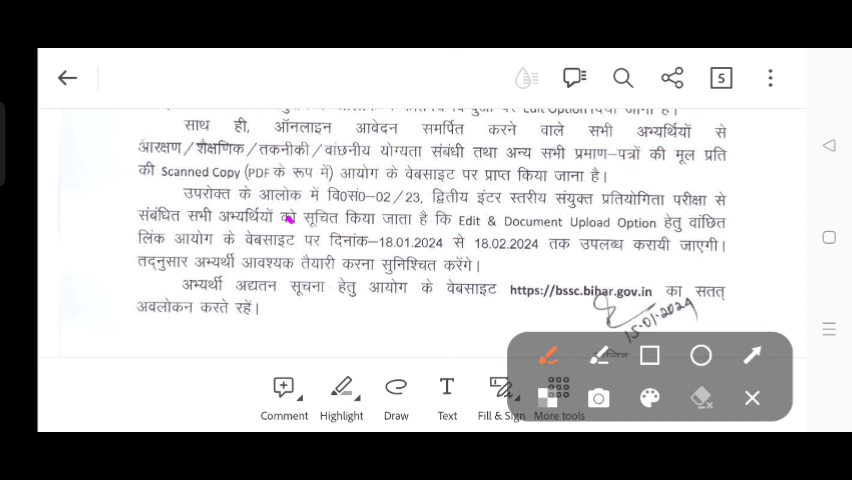 5
Edit Option दिया जाना है।
साथ ही, ऑनलाइन आवेदन समर्पित करने वाले सभी अभ्यर्थियों से
आरक्षण/शैक्षणिक/तकनीकी/वांछनीय योग्यता संबंधी तथा अन्य सभी प्रमाण-पत्रों की मूल प्रति
की Scanned Copy (PDF के रूप में) आयोग के वेबसाइट पर प्राप्त किया जाना है।
उपरोक्त के आलोक में वि0सं0-02/23, द्वितीय इंटर स्तरीय संयुक्त प्रतियोगिता परीक्षा से
संबंधित सभी अभ्यर्थियों को सूचित किया जाता है कि Edit & Document Upload Option हेतु वांछित
लिंक आयोग के वेबसाइट पर दिनांक-18.01.2024 से 18.02.2024 तक उपलब्ध करायी जाएगी।
तद्नुसार अभ्यर्थी आवश्यक तैयारी करना सुनिश्चित करेंगे।
अभ्यर्थी अद्यतन सूचना हेतु आयोग के वेबसाइट https://bssc.bihar.gov.in का सतत्
अवलोकन करते रहें।
15.01.2024
Comment Highlight Draw Text Fill & Sign More tools